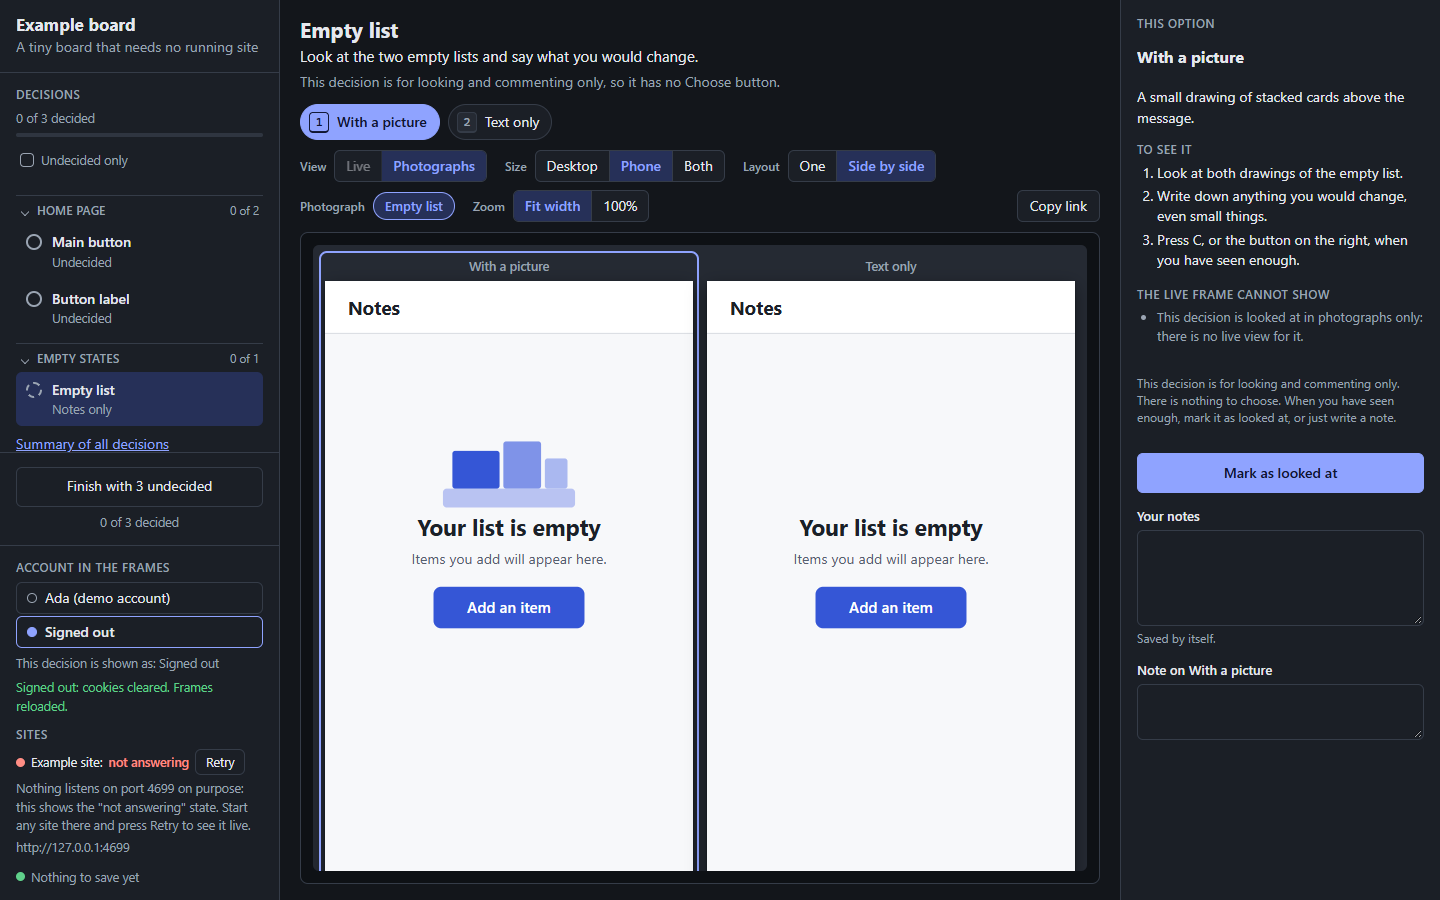 Example board
A tiny board that needs no running site
DECISIONS
0 of 3 decided
Undecided only
HOME PAGE 0 of 2
Main button
Undecided
Button label
Undecided
EMPTY STATES 0 of 1
Empty list
Notes only
Summary of all decisions
Finish with 3 undecided
0 of 3 decided
ACCOUNT IN THE FRAMES
Ada (demo account)
Signed out
This decision is shown as: Signed out
Signed out: cookies cleared. Frames
reloaded.
SITES
Example site: not answering Retry
Nothing listens on port 4699 on purpose:
this shows the "not answering" state. Start
any site there and press Retry to see it live.
http://127.0.0.1:4699
Nothing to save yet
Empty list
Look at the two empty lists and say what you would change.
This decision is for looking and commenting only, so it has no Choose button.
1 With a picture 2 Text only
View Live Photographs Size Desktop Phone Both Layout One Side by side
Photograph Empty list Zoom Fit width 100% Copy link
With a picture
Notes
Your list is empty
Items you add will appear here.
Add an item
Text only
Notes
Your list is empty
Items you add will appear here.
Add an item
THIS OPTION
With a picture
A small drawing of stacked cards above the
message.
TO SEE IT
1. Look at both drawings of the empty list.
2. Write down anything you would change,
even small things.
3. Press C, or the button on the right, when
you have seen enough.
THE LIVE FRAME CANNOT SHOW
This decision is looked at in photographs only:
there is no live view for it.
This decision is for looking and commenting only.
There is nothing to choose. When you have seen
enough, mark it as looked at, or just write a note.
Mark as looked at
Your notes
Saved by itself.
Note on With a picture